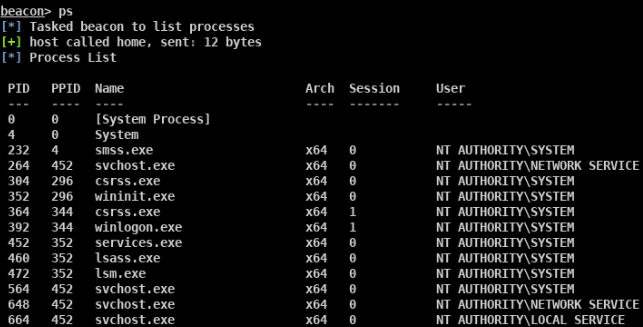 beacon> ps
[*] Tasked beacon to list processes
[+] host called home, sent: 12 bytes
[*] Process List
PID PPID Name Arch Session User
--- ---- ---- ---- ------- -----
0 0 [System Process]
4 0 System
232 4 smss.exe x64 0 NT AUTHORITY\SYSTEM
264 452 svchost.exe x64 0 NT AUTHORITY\NETWORK SERVICE
304 296 csrss.exe x64 0 NT AUTHORITY\SYSTEM
352 296 wininit.exe x64 0 NT AUTHORITY\SYSTEM
364 344 csrss.exe x64 1 NT AUTHORITY\SYSTEM
392 344 winlogon.exe x64 1 NT AUTHORITY\SYSTEM
452 352 services.exe x64 0 NT AUTHORITY\SYSTEM
460 352 lsass.exe x64 0 NT AUTHORITY\SYSTEM
472 352 lsm.exe x64 0 NT AUTHORITY\SYSTEM
564 452 svchost.exe x64 0 NT AUTHORITY\SYSTEM
648 452 svchost.exe x64 0 NT AUTHORITY\NETWORK SERVICE
664 452 svchost.exe x64 0 NT AUTHORITY\LOCAL SERVICE